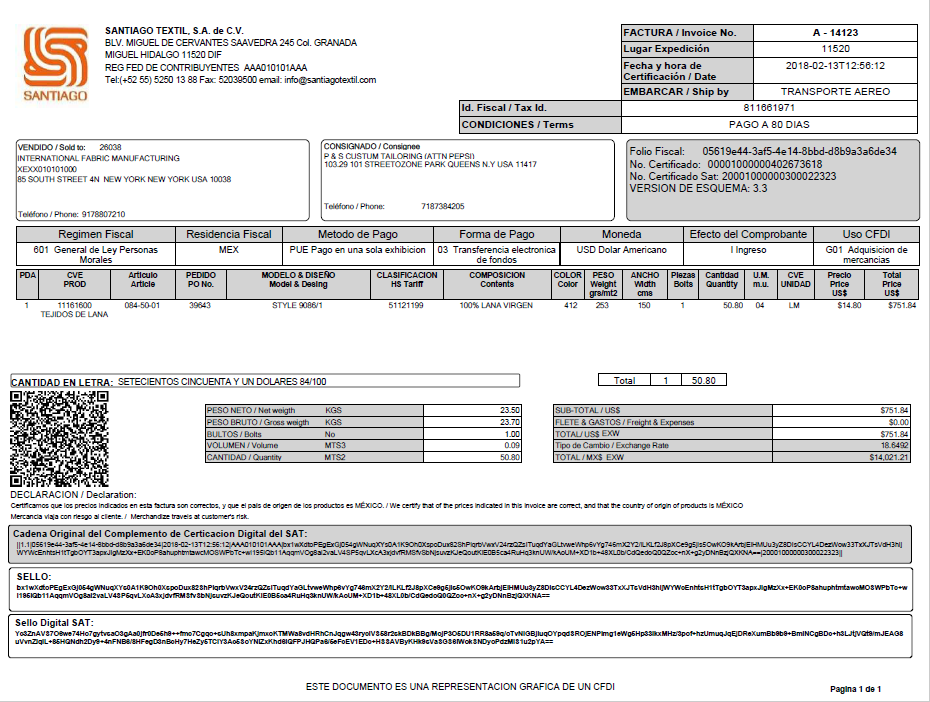 SANTIAGO TEXTIL, S.A. de C.V.
BLV. MIGUEL DE CERVANTES SAAVEDRA 245 Col. GRANADA
MIGUEL HIDALGO 11520 DIF
REG FED DE CONTRIBUYENTES AAA010101AAA
Tel:(+52 55) 5250 13 88 Fax: 52039500 email: info@santiagotextil.com
SANTIAGO
FACTURA / Invoice No. A - 14123
Lugar Expedición 11520
Fecha y hora de Certificación / Date 2018-02-13T12:56:12
EMBARCAR / Ship by TRANSPORTE AEREO
Id. Fiscal / Tax Id. 811661971
CONDICIONES / Terms PAGO A 80 DIAS
VENDIDO / Sold to: 26038
INTERNATIONAL FABRIC MANUFACTURING
XEXX010101000
85 SOUTH STREET 4N NEW YORK NEW YORK USA 10038
Teléfono / Phone: 9178807210
CONSIGNADO / Consignee
P & S CUSTUM TAILORING (ATTN PEPSI)
103.29 101 STREETOZONE PARK QUEENS N.Y USA 11417
Teléfono / Phone: 7187384205
Folio Fiscal: 05619e44-3af5-4e14-8bbd-d8b9a3a6de34
No. Certificado: 00001000000402673618
No. Certificado Sat: 20001000000300022323
VERSION DE ESQUEMA: 3.3
Regimen Fiscal Residencia Fiscal Metodo de Pago Forma de Pago Moneda Efecto del Comprobante Uso CFDI
601 General de Ley Personas Morales MEX PUE Pago en una sola exhibicion 03 Transferencia electronica de fondos USD Dolar Americano I Ingreso G01 Adquisicion de mercancias
PDA CVE PROD Artículo Article PEDIDO PO No. MODELO & DISEÑO Model & Desing CLASIFICATION HS Tariff COMPOSITION Contents COLOR Color PESO Weight grs/mt2 ANCHO Width cms Piezas Bolts Cantidad Quantity U.M. m.u. CVE UNIDAD Precio Price US$ Total Price US$
1 11161600 084-50-01 39643 STYLE 9086/1 51121199 100% LANA VIRGEN 412 253 150 1 50.80 04 LM $14.80 $751.84
TEJIDOS DE LANA
CANTIDAD EN LETRA: SETECIENTOS CINCUENTA Y UN DOLARES 84/100
Total 1 50.80
PESO NETO / Net weigth KGS 23.50
PESO BRUTO / Gross weigth KGS 23.70
BULTOS / Bolts No 1.00
VOLUMEN / Volume MTS3 0.09
CANTIDAD / Quantity MTS2 50.80
SUB-TOTAL / US$ $751.84
FLETE & GASTOS / Freight & Expenses $0.00
TOTAL/ US$ EXW $751.84
Tipo de Cambio / Exchange Rate 18.6492
TOTAL / MX$ EXW $14,021.21
DECLARACION / Declaration:
Certificamos que los precios indicados en esta factura son correctos, y que el país de origen de los productos es MÉXICO. / We certify that of the prices indicated in this invoice are correct, and that the country of origin of products is MÉXICO
Mercancía viaja con riesgo al cliente. / Merchandize travels at customer's risk.
Cadena Original del Complemento de Certicacion Digital del SAT:
SELLO:
Sello Digital SAT:
ESTE DOCUMENTO ES UNA REPRESENTACION GRAFICA DE UN CFDI
Pagina 1 de 1